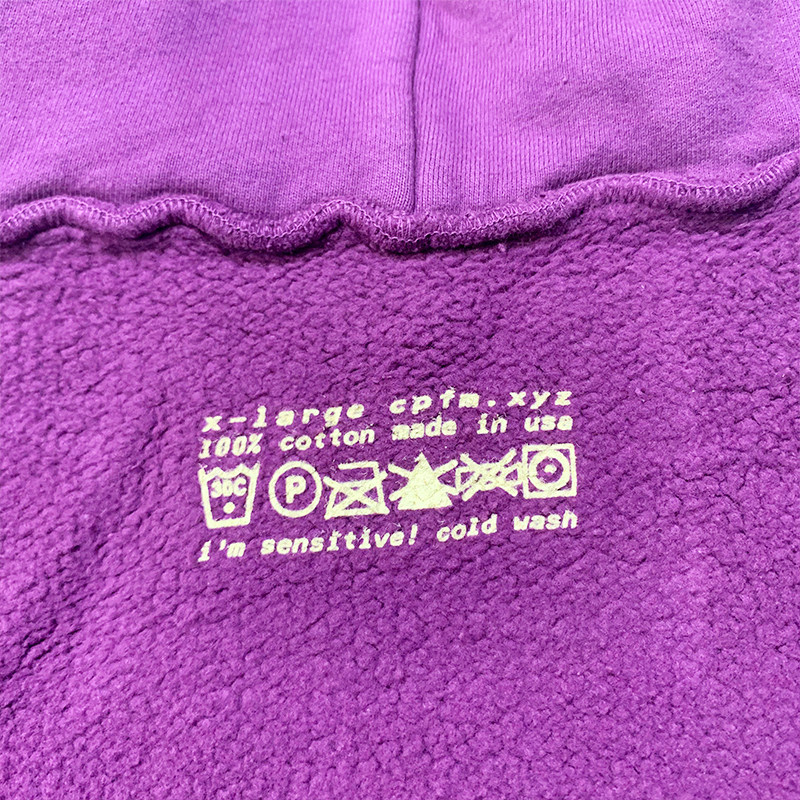 x-large cpfm.xyz
100% cotton made in usa
30C P
i'm sensitive! cold wash